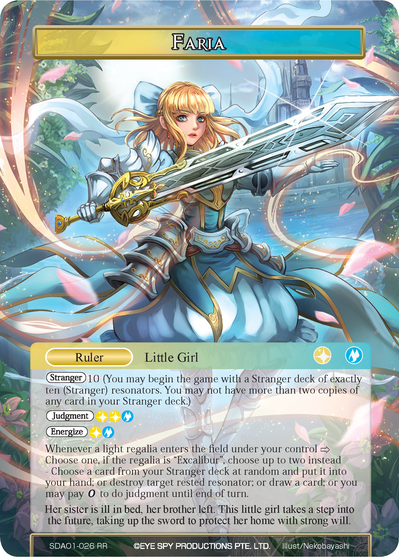 Faria
Ruler Little Girl
Stranger 10 (You may begin the game with a Stranger deck of exactly
ten (Stranger) resonators. You may not have more than two copies of
any card in your Stranger deck.)
Judgment
Energize
Whenever a light regalia enters the field under your control ⇨
Choose one, if the regalia is "Excalibur", choose up to two instead
– Choose a card from your Stranger deck at random and put it into
your hand; or destroy target rested resonator; or draw a card; or you
may pay 0 to do judgment until end of turn.
Her sister is ill in bed, her brother left. This little girl takes a step into
the future, taking up the sword to protect her home with strong will.
SDAO1-026 RR ©EYE SPY PRODUCTIONS PTE. LTD. Illust/Nekobayashi